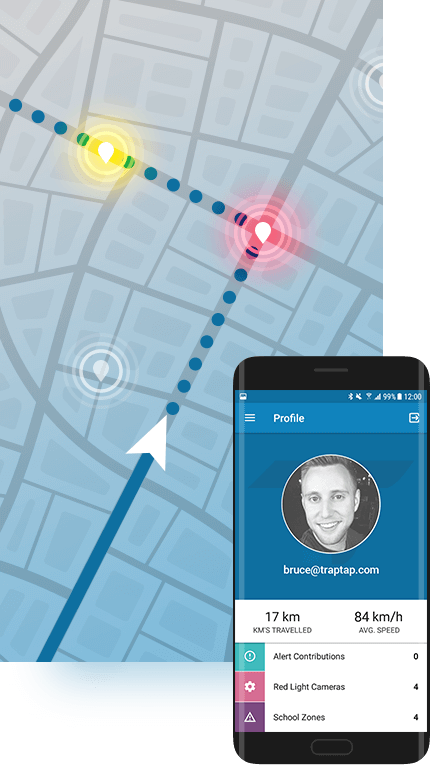 99% 12:00
Profile
bruce@traptap.com
17 km 84 km/h
KM'S TRAVELLED AVG. SPEED
Alert Contributions 0
Red Light Cameras 4
School Zones 4